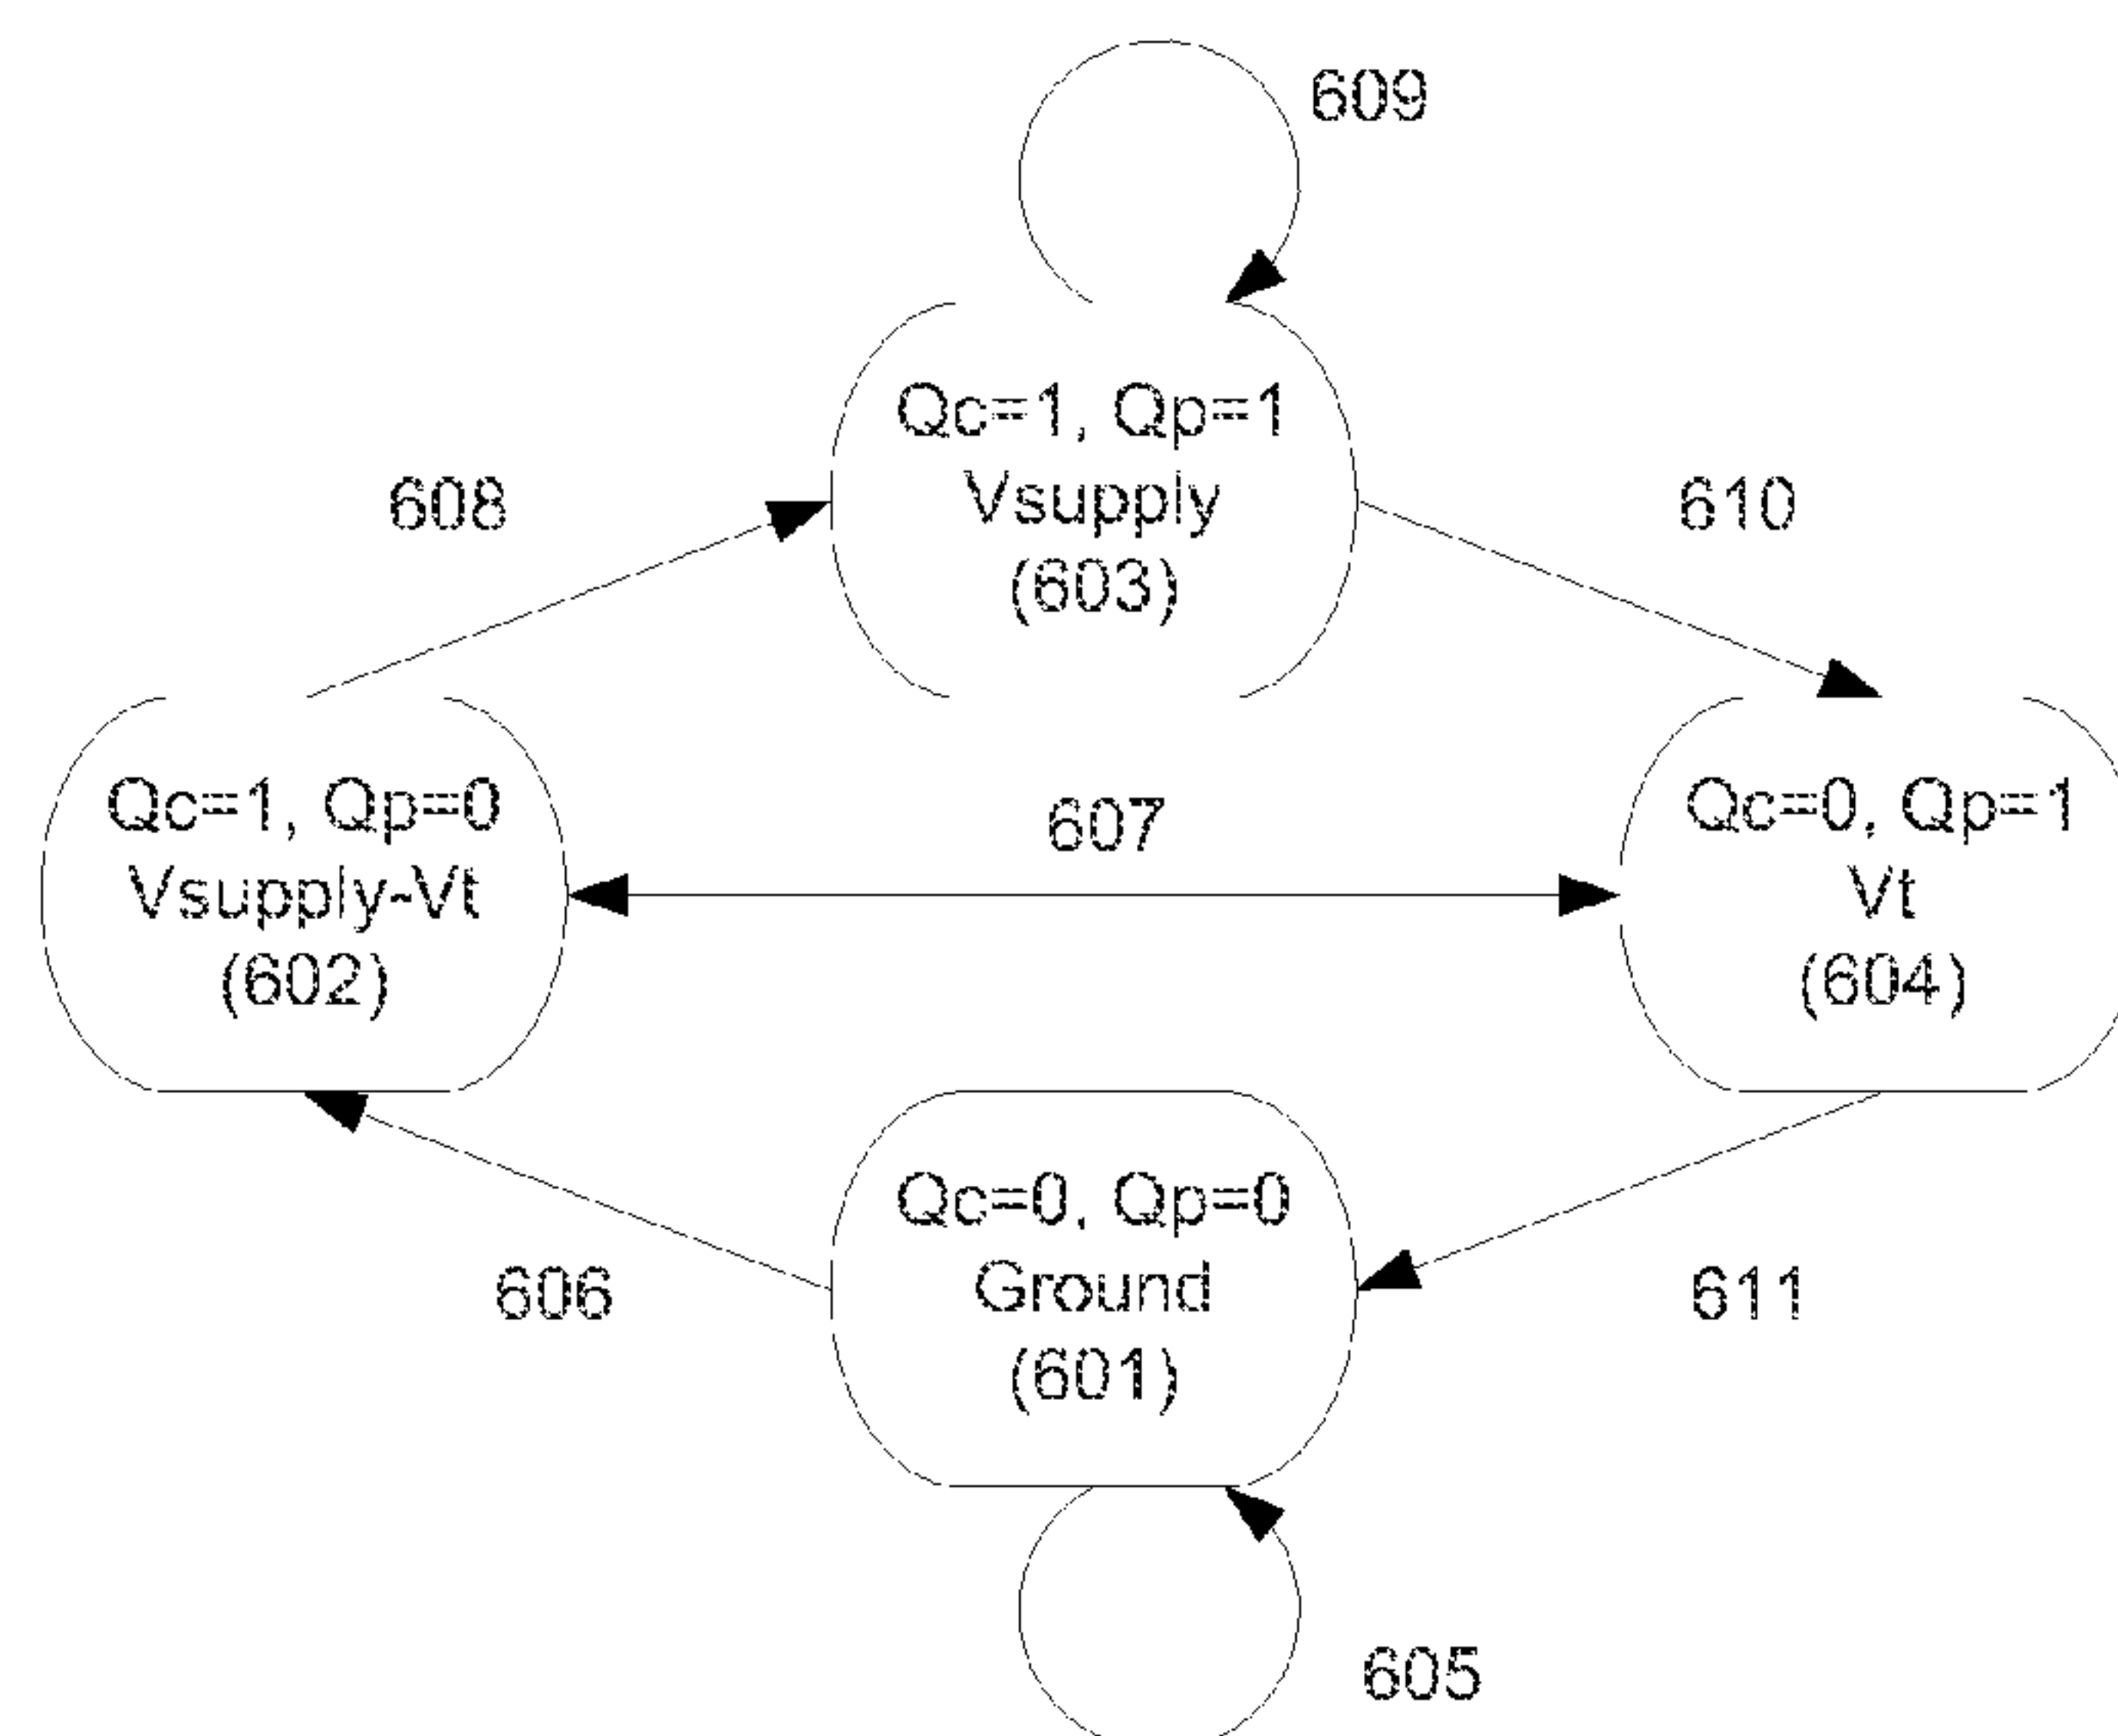 609
Qc=1, Qp=1
Vsupply
(603)
608
610
Qc=1, Qp=0
Vsupply-Vt
(602)
607
Qc=0, Qp=1
Vt
(604)
Qc=0, Qp=0
Ground
(601)
606
611
605